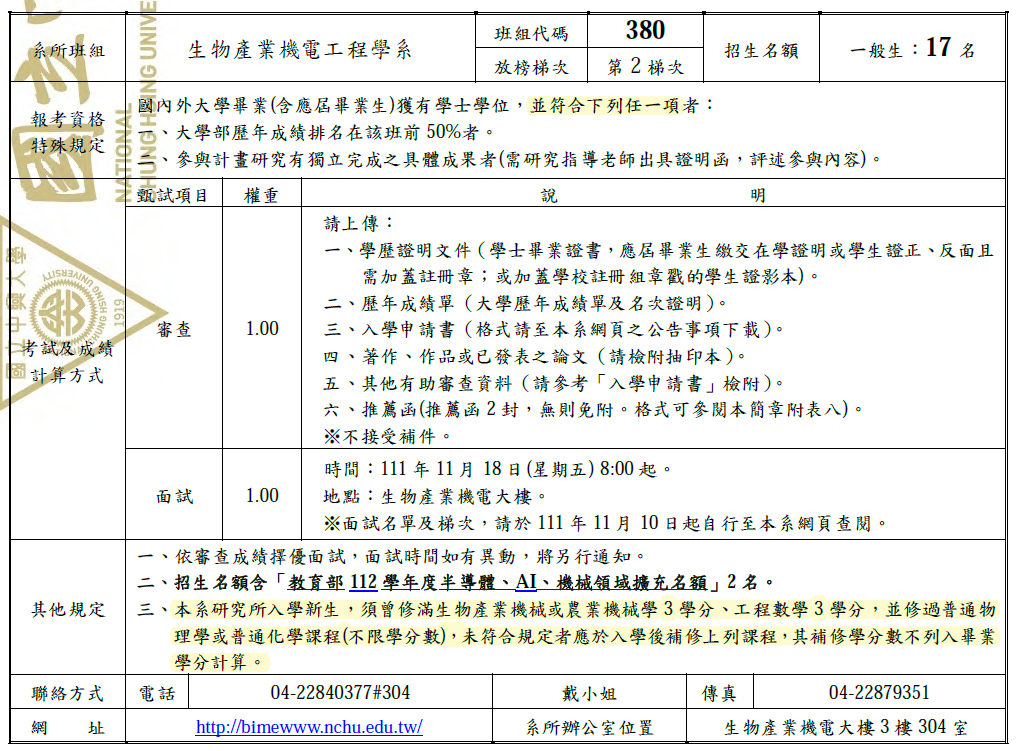 系所班組
生物產業機電工程學系
班組代碼
380
放榜梯次
第 2 梯次
招生名額
一般生：17 名
報考資格
特殊規定
國內外大學畢業(含應屆畢業生)獲有學士學位，並符合下列任一項者：
一、大學部歷年成績排名在該班前 50%者。
二、參與計畫研究有獨立完成之具體成果者(需研究指導老師出具證明函，評述參與內容)。
考試及成績
計算方式
甄試項目
權重
說 明
審查
1.00
請上傳：
一、學歷證明文件（學士畢業證書，應屆畢業生繳交在學證明或學生證正、反面且
需加蓋註冊章；或加蓋學校註冊組章戳的學生證影本)。
二、歷年成績單（大學歷年成績單及名次證明）。
三、入學申請書（格式請至本系網頁之公告事項下載）。
四、著作、作品或已發表之論文（請檢附抽印本）。
五、其他有助審查資料（請參考「入學申請書」檢附）。
六、推薦函(推薦函 2 封，無則免附。格式可參閱本簡章附表八)。
※不接受補件。
面試
1.00
時間：111 年 11 月 18 日(星期五) 8:00 起。
地點：生物產業機電大樓。
※面試名單及梯次，請於 111 年 11 月 10 日起自行至本系網頁查閱。
其他規定
一、依審查成績擇優面試，面試時間如有異動，將另行通知。
二、招生名額含「教育部 112 學年度半導體、AI、機械領域擴充名額」2 名。
三、本系研究所入學新生，須曾修滿生物產業機械或農業機械學 3 學分、工程數學 3 學分，並修過普通物
理學或普通化學課程(不限學分數)，未符合規定者應於入學後補修上列課程，其補修學分數不列入畢業
學分計算。
聯絡方式
電話
04-22840377#304
戴小姐
傳真
04-22879351
網 址
http://bimewww.nchu.edu.tw/
系所辦公室位置
生物產業機電大樓 3 樓 304 室
NATIONAL
CHUNG HSING UNIVE
國立中興大學
CHUNG HSING UNIVERSITY
1919